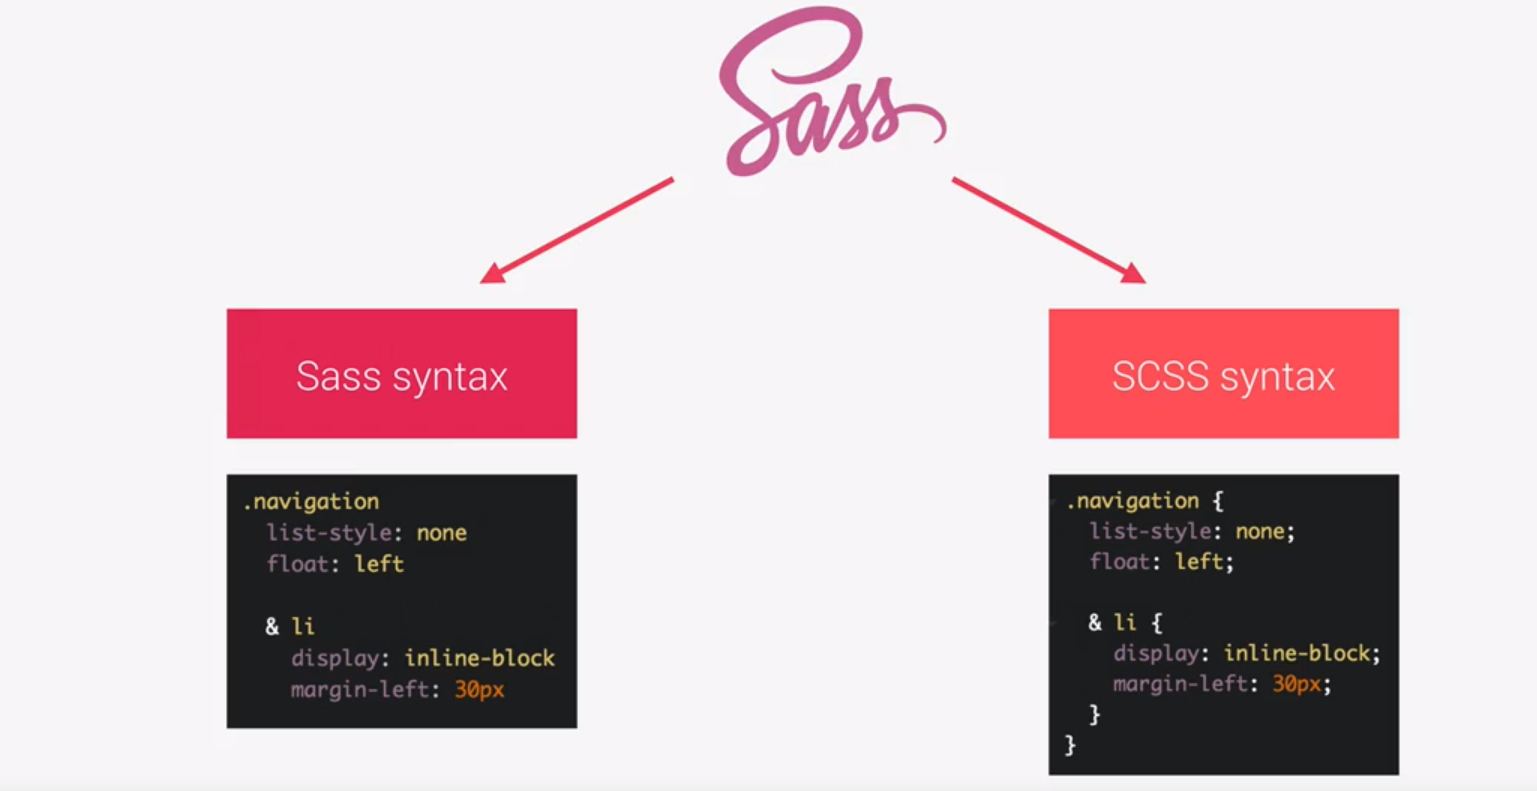 Sass
Sass syntax
SCSS syntax
.navigation
list-style: none
float: left
& li
display: inline-block
margin-left: 30px
.navigation {
list-style: none;
float: left;
& li {
display: inline-block;
margin-left: 30px;
}
}